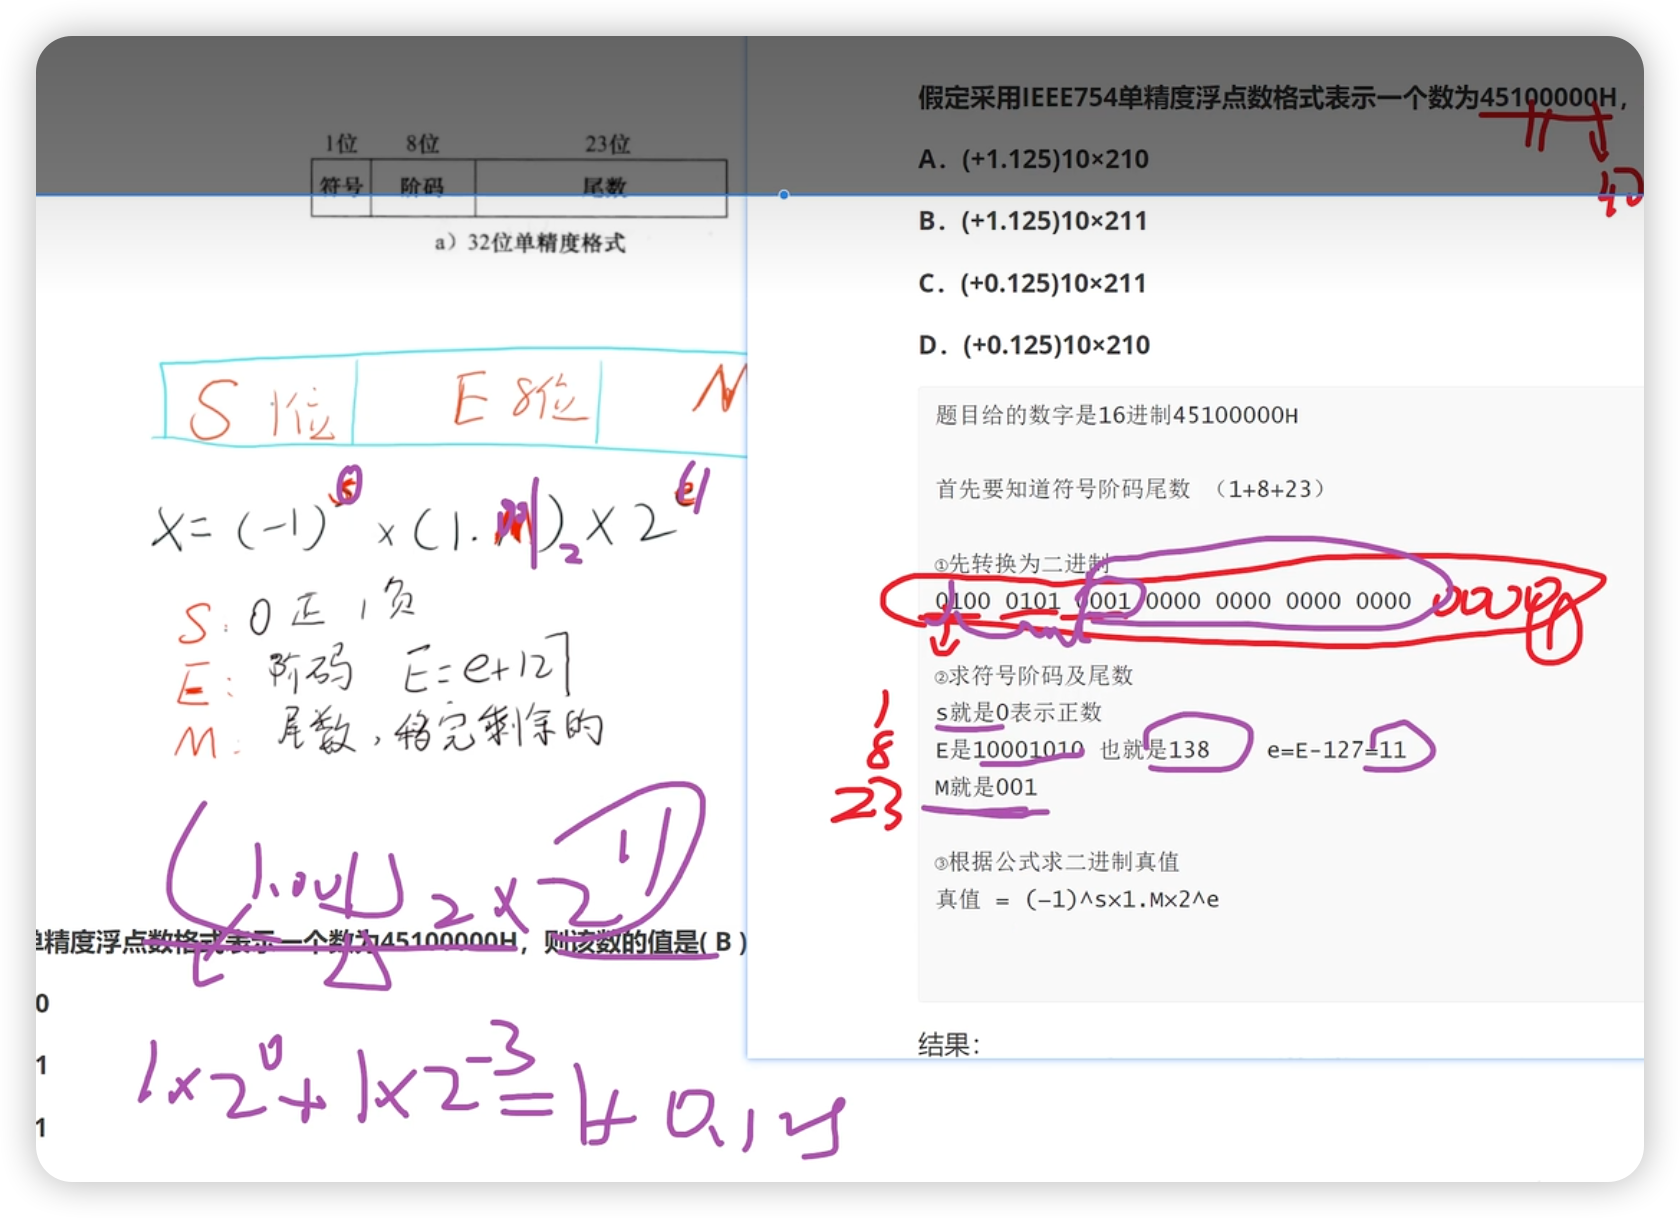 1位 8位 23位
符号 阶码 尾数
a）32位单精度格式
S 1位 E 8位 M
X = (-1) × (1. )₂ × 2
S: 0 正 1 负
E: 阶码 E=e+127
M: 尾数，移完剩余的
(1.001)₂ × 2^11
单精度浮点数格式表示一个数为45100000H，则该数的值是( B )
0
1
1
1×2^0 + 1×2^-3 = 1+0.125
假定采用IEEE754单精度浮点数格式表示一个数为45100000H，
A. (+1.125)10×210
B. (+1.125)10×211
C. (+0.125)10×211
D. (+0.125)10×210
题目给的数字是16进制45100000H
首先要知道符号阶码尾数 （1+8+23）
①先转换为二进制
0100 0101 0001 0000 0000 0000 0000 0000
②求符号阶码及尾数
s就是0表示正数
E是10001010 也就是138 e=E-127=11
M就是001
1
8
23
③根据公式求二进制真值
真值 = (-1)^s×1.M×2^e
结果：